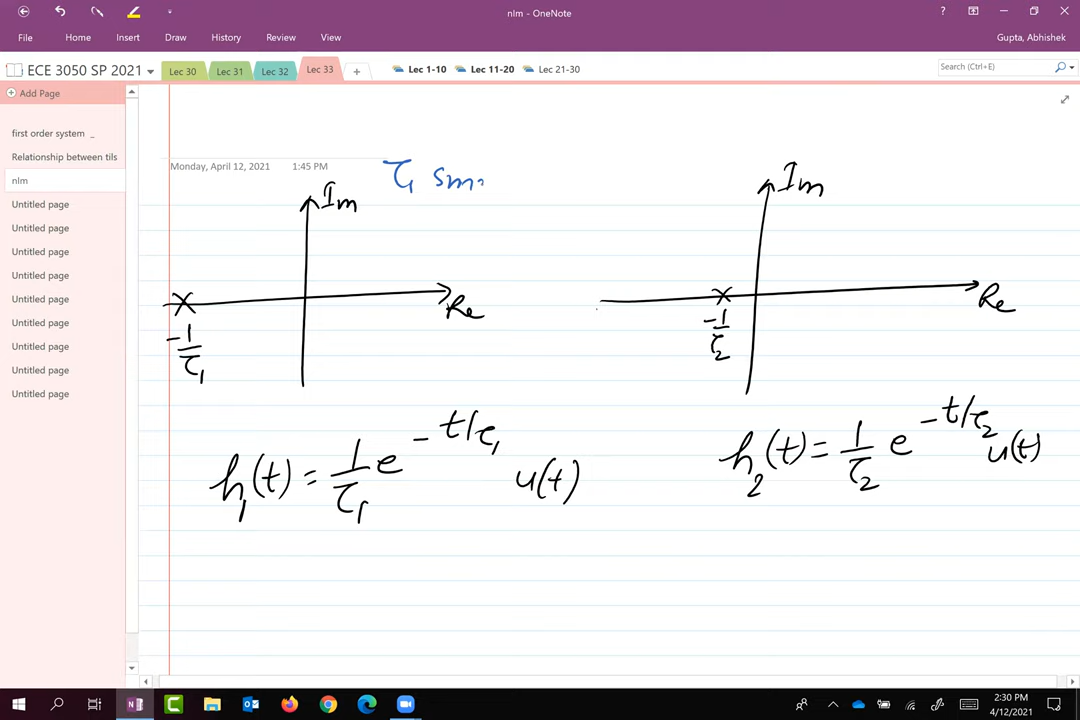 nlm - OneNote
File Home Insert Draw History Review View
Gupta, Abhishek
ECE 3050 SP 2021
Lec 30 Lec 31 Lec 32 Lec 33 Lec 1-10 Lec 11-20 Lec 21-30
Search (Ctrl+E)
Add Page
first order system _
Relationship between tils
nlm
Untitled page
Untitled page
Untitled page
Untitled page
Untitled page
Untitled page
Untitled page
Untitled page
Untitled page
Monday, April 12, 2021 1:45 PM
τ₁ sm
Im
Re
-1/τ₁
h₁(t) = 1/τ₁ e^(-t/τ₁) u(t)
Im
Re
-1/τ₂
h₂(t) = 1/τ₂ e^(-t/τ₂) u(t)
2:30 PM
4/12/2021